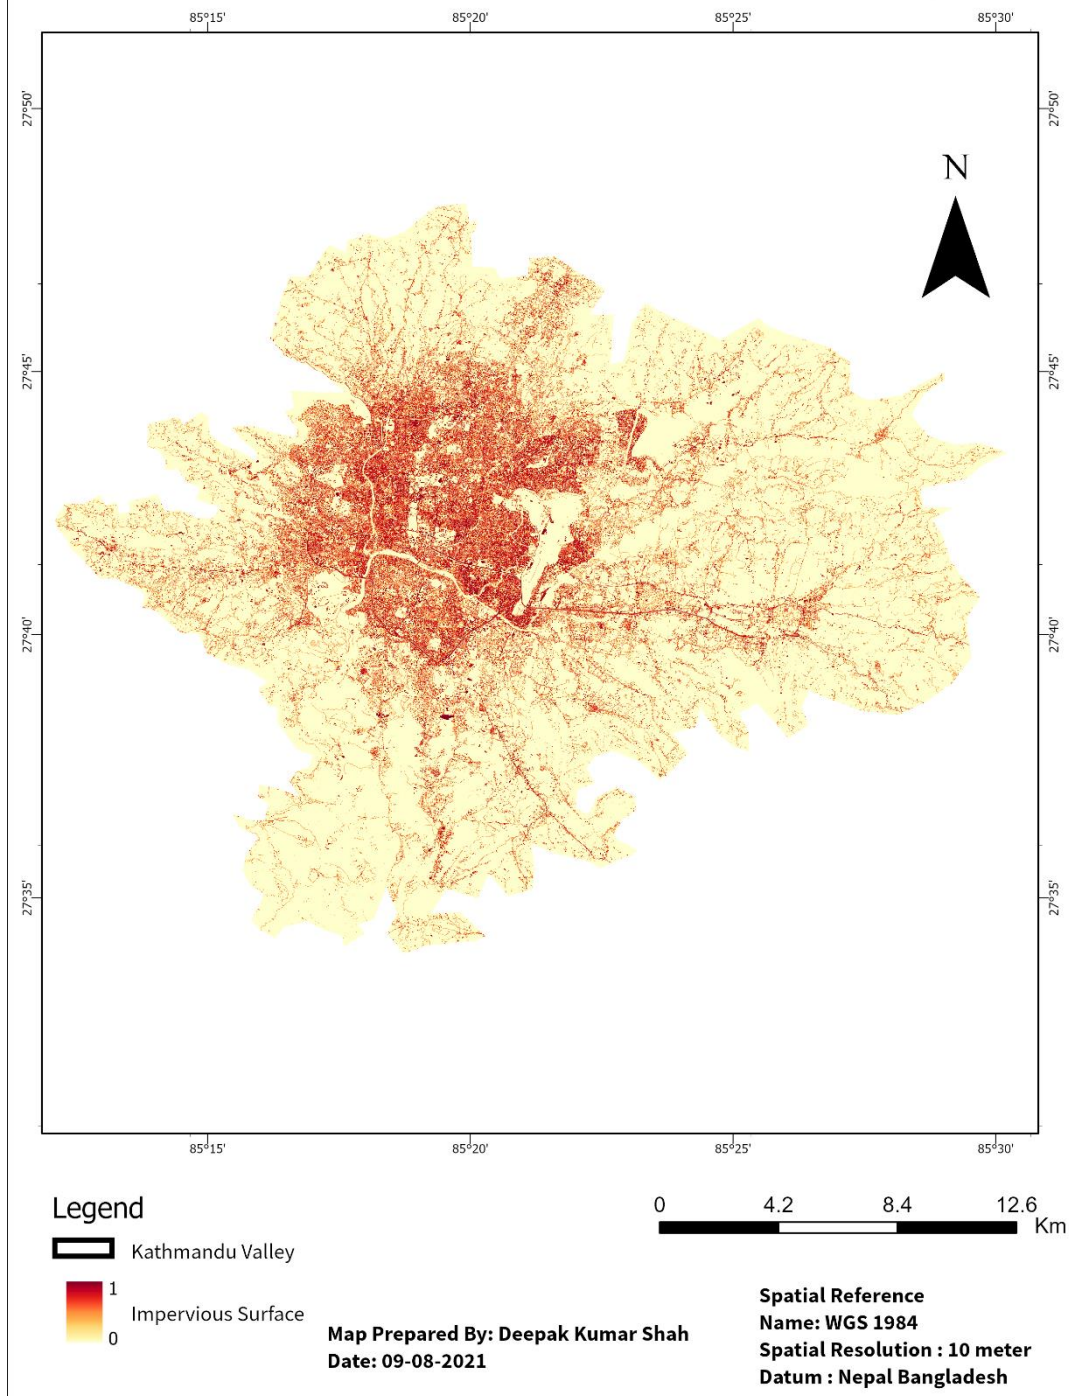 85°15' 85°20' 85°25' 85°30'
27°50' 27°50'
N
27°45' 27°45'
27°40' 27°40'
27°35' 27°35'
85°15' 85°20' 85°25' 85°30'
Legend
Kathmandu Valley
1
Impervious Surface
0
0 4.2 8.4 12.6
Km
Map Prepared By: Deepak Kumar Shah
Date: 09-08-2021
Spatial Reference
Name: WGS 1984
Spatial Resolution : 10 meter
Datum : Nepal Bangladesh